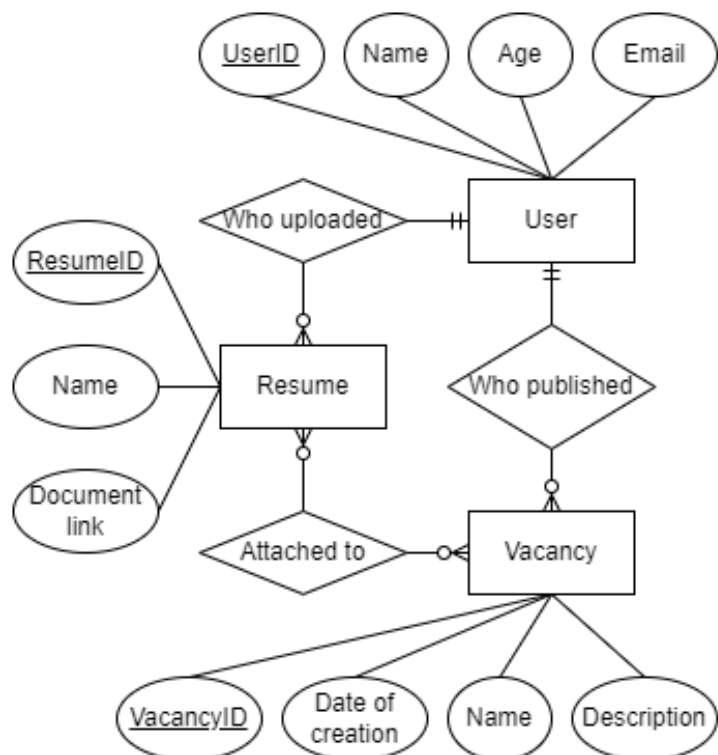 UserID
Name
Age
Email
Who uploaded
User
ResumeID
Name
Resume
Who published
Document
link
Attached to
Vacancy
VacancyID
Date of
creation
Name
Description